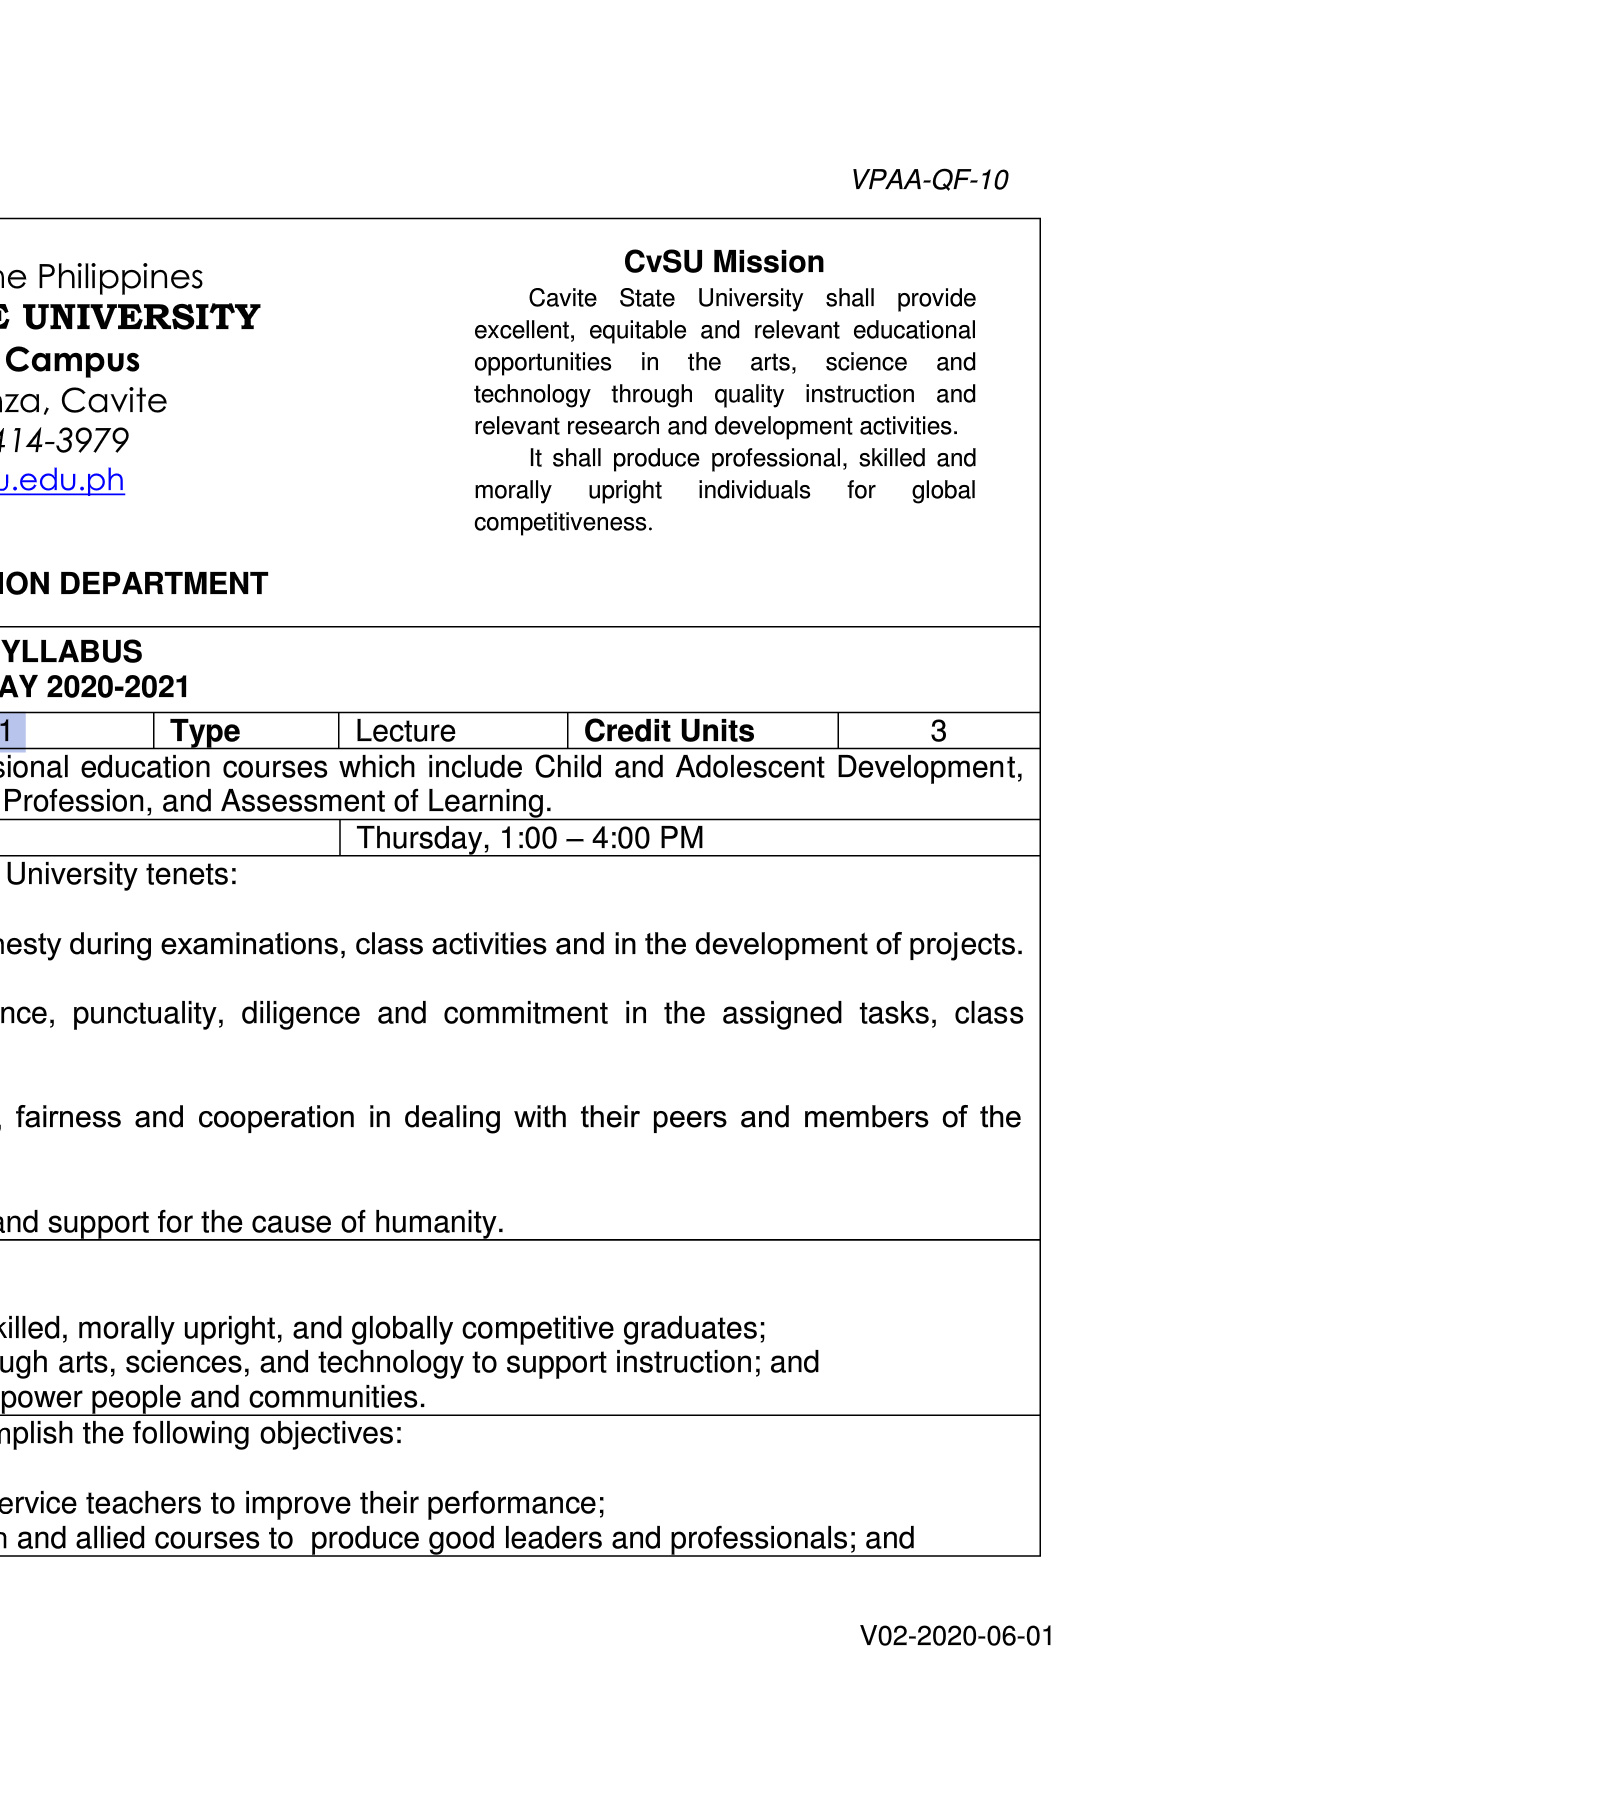 VPAA-QF-10
ne Philippines
E UNIVERSITY
Campus
nza, Cavite
414-3979
u.edu.ph
ION DEPARTMENT
CvSU Mission
Cavite State University shall provide
excellent, equitable and relevant educational
opportunities in the arts, science and
technology through quality instruction and
relevant research and development activities.
It shall produce professional, skilled and
morally upright individuals for global
competitiveness.
YLLABUS
AY 2020-2021
1 Type Lecture Credit Units 3
sional education courses which include Child and Adolescent Development,
Profession, and Assessment of Learning.
Thursday, 1:00 – 4:00 PM
University tenets:
nesty during examinations, class activities and in the development of projects.
nce, punctuality, diligence and commitment in the assigned tasks, class
, fairness and cooperation in dealing with their peers and members of the
and support for the cause of humanity.
killed, morally upright, and globally competitive graduates;
ugh arts, sciences, and technology to support instruction; and
power people and communities.
mplish the following objectives:
ervice teachers to improve their performance;
n and allied courses to produce good leaders and professionals; and
V02-2020-06-01